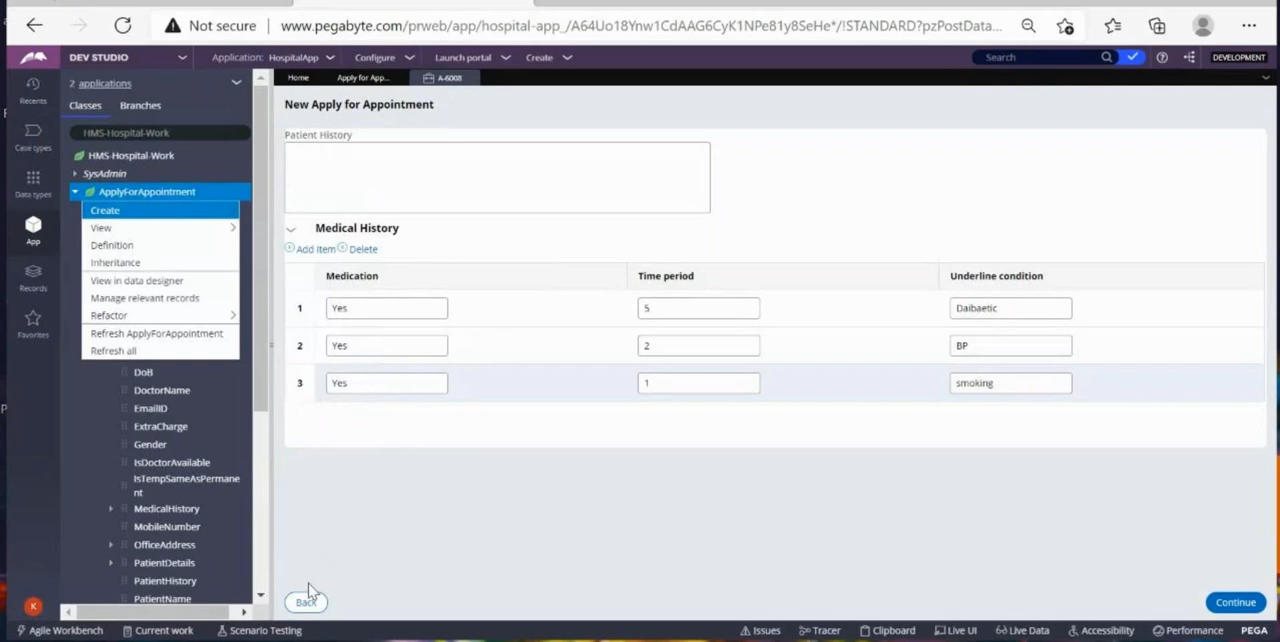 Not secure
www.pegabyte.com/prweb/app/hospital-app_/A64Uo18Ynw1CdAAG6CyK1NPe81y8SeHe*/!STANDARD?pzPostData...
DEV STUDIO
Application: HospitalApp
Configure
Launch portal
Create
Search
DEVELOPMENT
Recents
Case types
Data types
App
Records
Favorites
K
2 applications
Classes
Branches
HMS-Hospital-Work
HMS-Hospital-Work
SysAdmin
ApplyForAppointment
Create
View
Definition
Inheritance
View in data designer
Manage relevant records
Refactor
Refresh ApplyForAppointment
Refresh all
DoB
DoctorName
EmailID
ExtraCharge
Gender
IsDoctorAvailable
IsTempSameAsPermane
nt
MedicalHistory
MobileNumber
OfficeAddress
PatientDetails
PatientHistory
PatientName
Home
Apply for App...
A-6008
New Apply for Appointment
Patient History
Medical History
Add item
Delete
Medication Time period Underline condition
1 Yes 5 Daibaetic
2 Yes 2 BP
3 Yes 1 smoking
Back
Continue
Agile Workbench
Current work
Scenario Testing
Issues
Tracer
Clipboard
Live UI
Live Data
Accessibility
Performance
PEGA